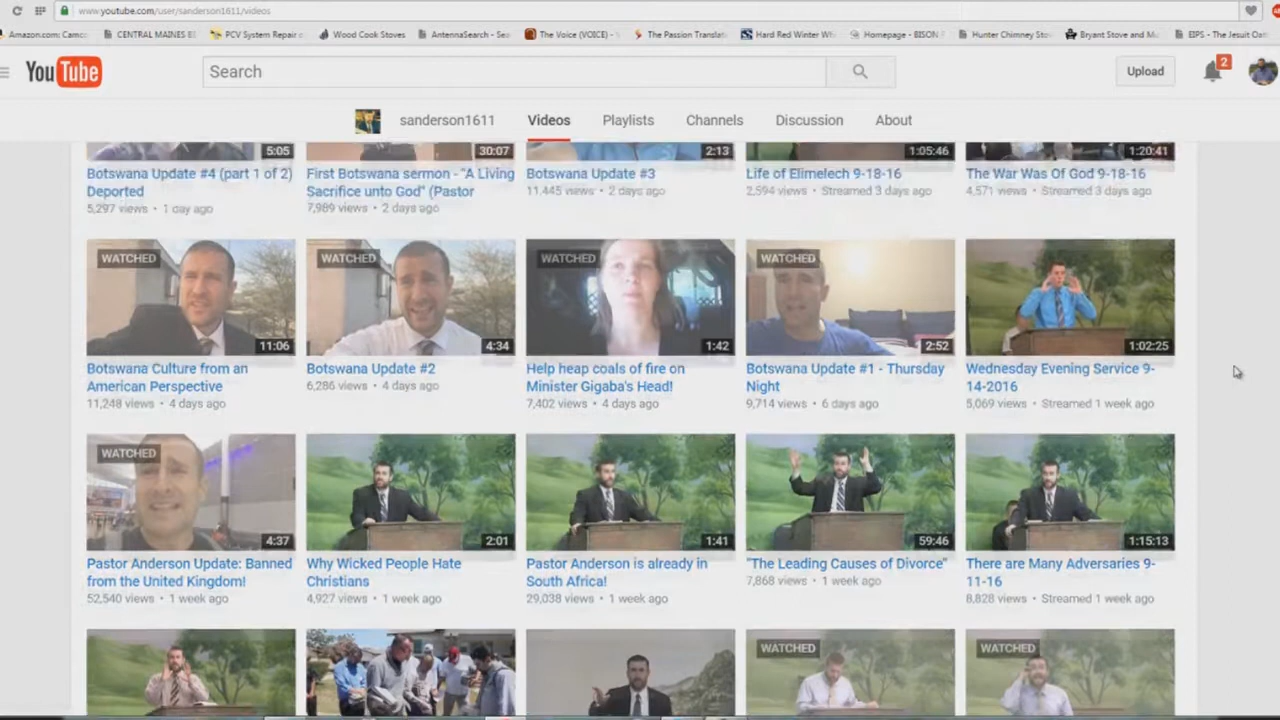 www.youtube.com/user/sanderson1611/videos
Amazon.com: Camco
CENTRAL MAINES B
PCV System Repair o
Wood Cook Stoves
AntennaSearch - Sea
The Voice (VOICE) - V
The Passion Translat
Hard Red Winter Wh
Homepage - BISON P
Hunter Chimney Sto
Bryant Stove and Mu
EIPS - The Jesuit Oat
YouTube
Search
Upload
2
sanderson1611
Videos
Playlists
Channels
Discussion
About
5:05
30:07
2:13
1:05:46
1:20:41
Botswana Update #4 (part 1 of 2)
Deported
5,297 views • 1 day ago
First Botswana sermon - "A Living
Sacrifice unto God" (Pastor
7,989 views • 2 days ago
Botswana Update #3
11,445 views • 2 days ago
Life of Elimelech 9-18-16
2,594 views • Streamed 3 days ago
The War Was Of God 9-18-16
4,571 views • Streamed 3 days ago
WATCHED
11:06
WATCHED
4:34
WATCHED
1:42
WATCHED
2:52
1:02:25
Botswana Culture from an
American Perspective
11,248 views • 4 days ago
Botswana Update #2
6,286 views • 4 days ago
Help heap coals of fire on
Minister Gigaba's Head!
7,402 views • 4 days ago
Botswana Update #1 - Thursday
Night
9,714 views • 6 days ago
Wednesday Evening Service 9-
14-2016
5,069 views • Streamed 1 week ago
WATCHED
4:37
2:01
1:41
59:46
1:15:13
Pastor Anderson Update: Banned
from the United Kingdom!
52,540 views • 1 week ago
Why Wicked People Hate
Christians
4,927 views • 1 week ago
Pastor Anderson is already in
South Africa!
29,038 views • 1 week ago
"The Leading Causes of Divorce"
7,868 views • 1 week ago
There are Many Adversaries 9-
11-16
8,828 views • Streamed 1 week ago
WATCHED
WATCHED